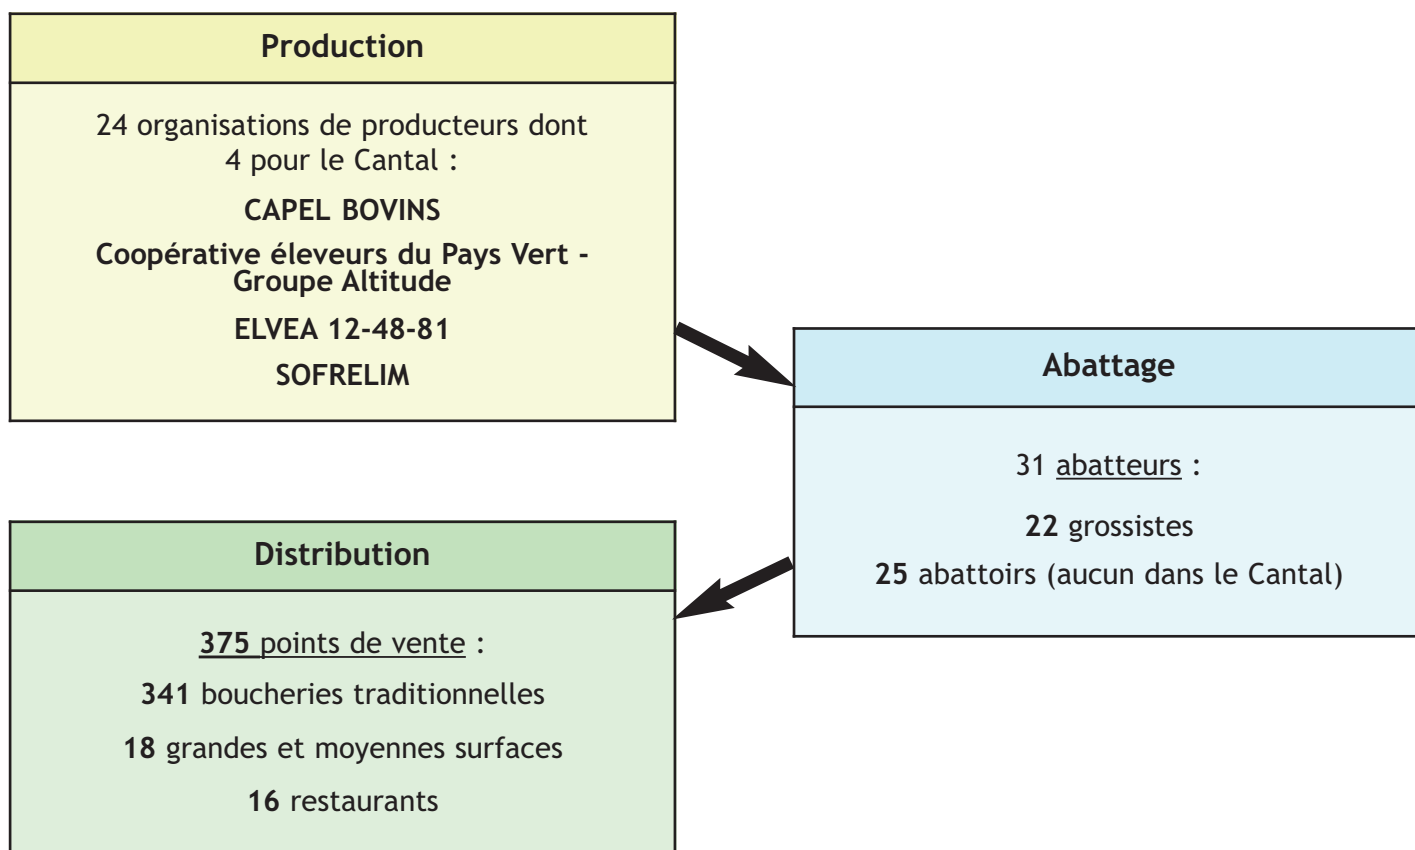 Production
24 organisations de producteurs dont
4 pour le Cantal :
CAPEL BOVINS
Coopérative éleveurs du Pays Vert -
Groupe Altitude
ELVEA 12-48-81
SOFRELIM
Abattage
31 abatteurs :
22 grossistes
25 abattoirs (aucun dans le Cantal)
Distribution
375 points de vente :
341 boucheries traditionnelles
18 grandes et moyennes surfaces
16 restaurants